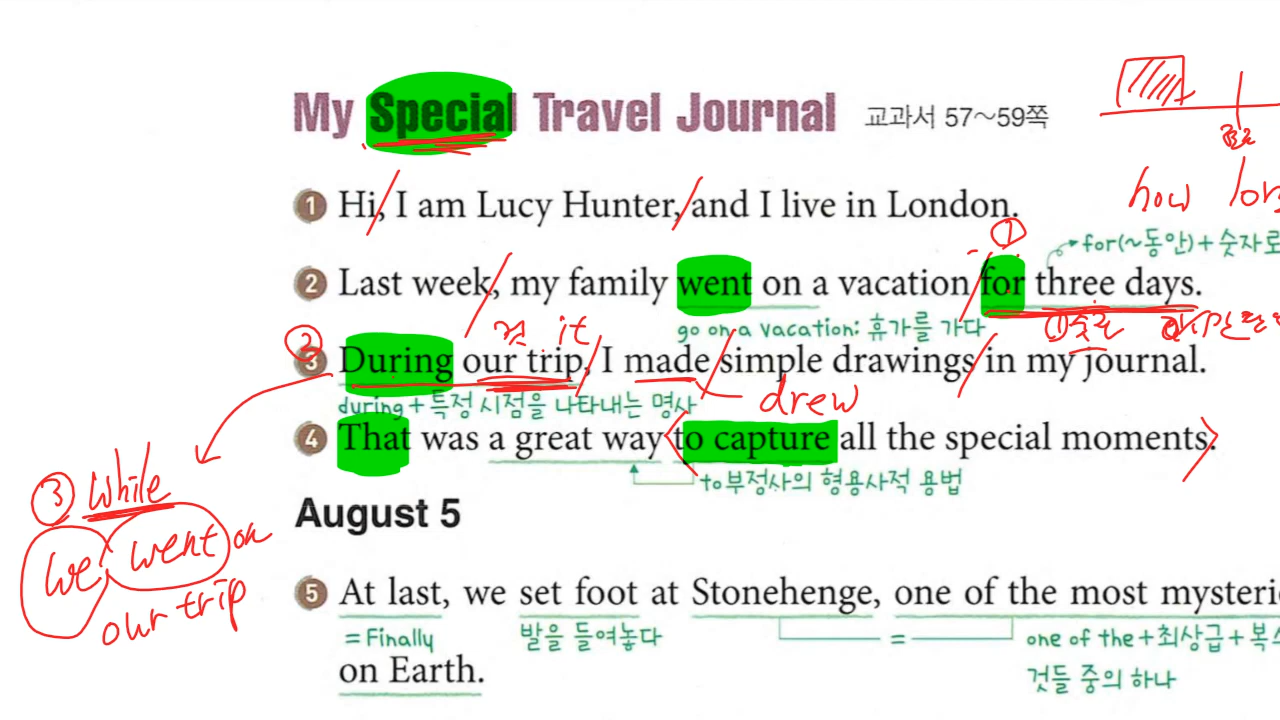 My Special Travel Journal 교과서 57~59쪽
how
① Hi, I am Lucy Hunter, and I live in London.
①
for(~동안)+숫자로
② Last week, my family went on a vacation for three days.
go on a vacation: 휴가를 가다
② it
③ During our trip, I made simple drawings in my journal.
during+특정 시점을 나타내는 명사
drew
④ That was a great way to capture all the special moments.
to부정사의 형용사적 용법
③ While
we went on
our trip
August 5
⑤ At last, we set foot at Stonehenge, one of the most
= Finally 발을 들여놓다 = one of the+최상급+
on Earth.
것들 중의 하나